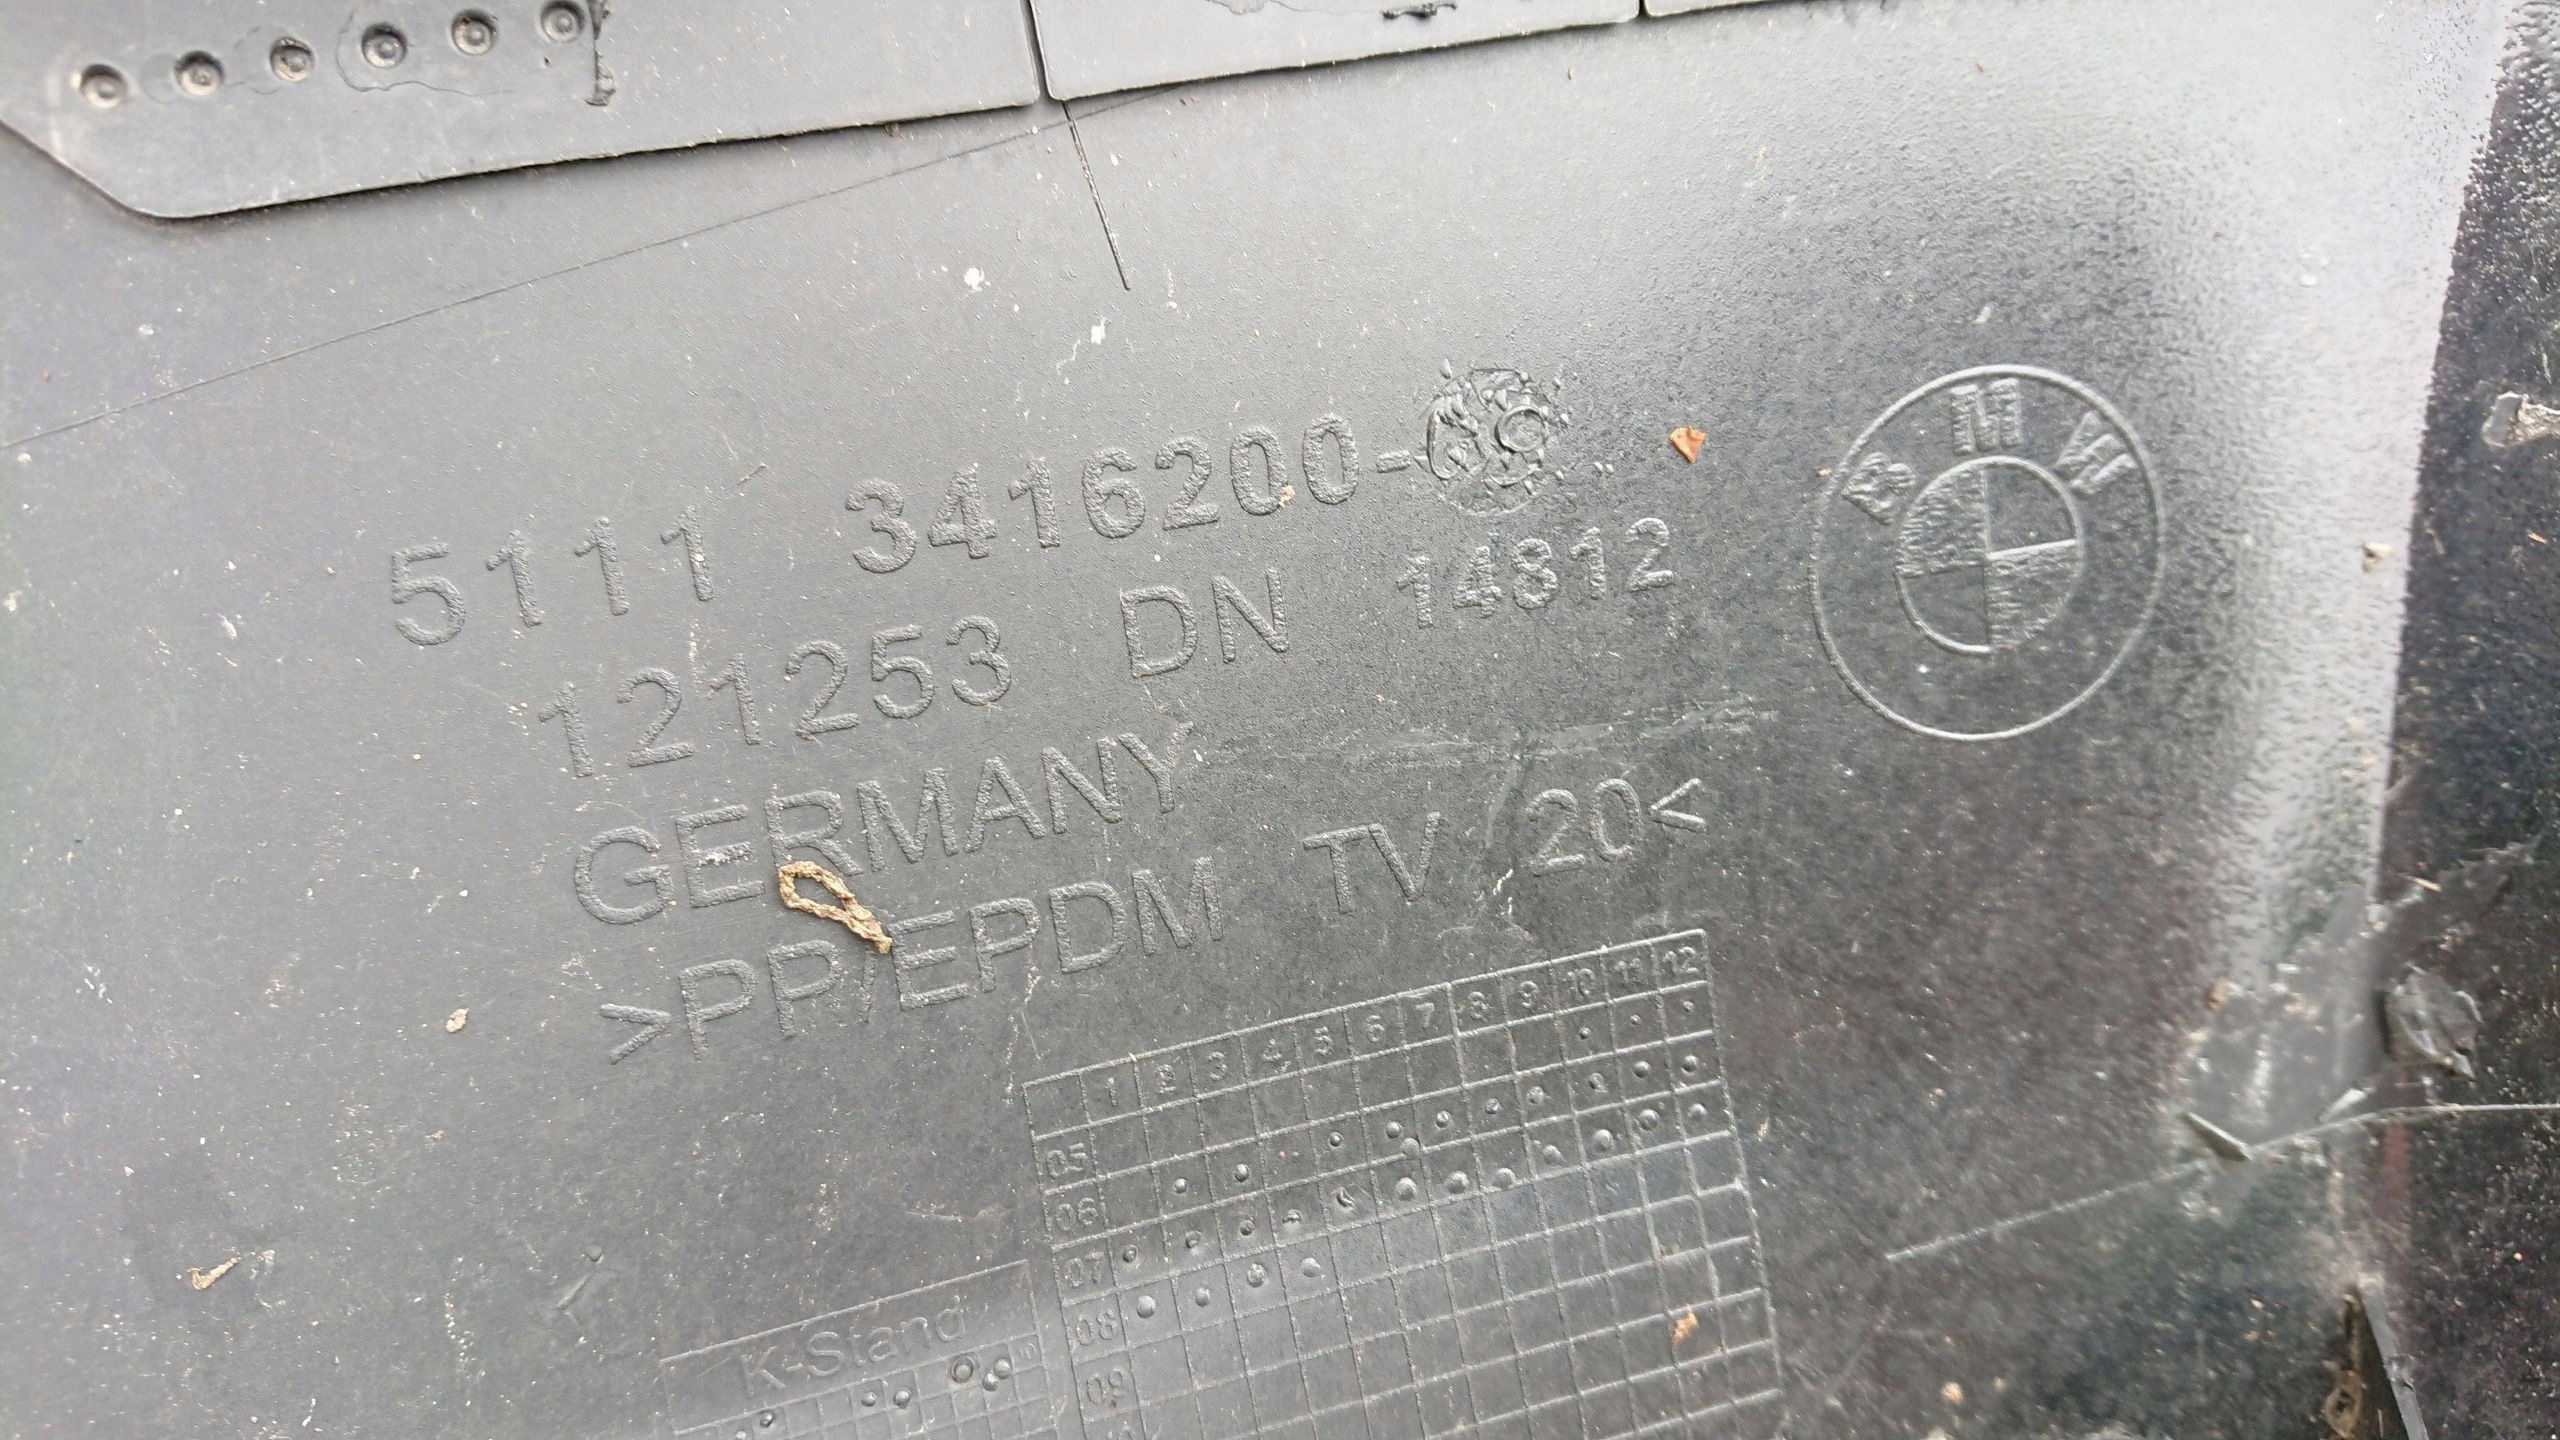 5111 3416200-
121253 DN 14812
GERMANY
>PP/EPDM TV 20<
BMW
1 2 3 4 5 6 7 8 9 10 11 12
05
06
07
08
09
K-Stand